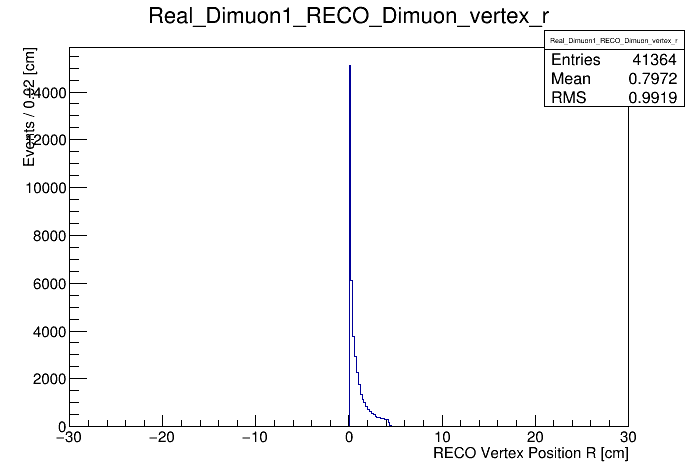 Real_Dimuon1_RECO_Dimuon_vertex_r
Real_Dimuon1_RECO_Dimuon_vertex_r
Entries 41364
Mean 0.7972
RMS 0.9919
Events / 0.02 [cm]
14000
12000
10000
8000
6000
4000
2000
0
−30 −20 −10 0 10 20 30
RECO Vertex Position R [cm]